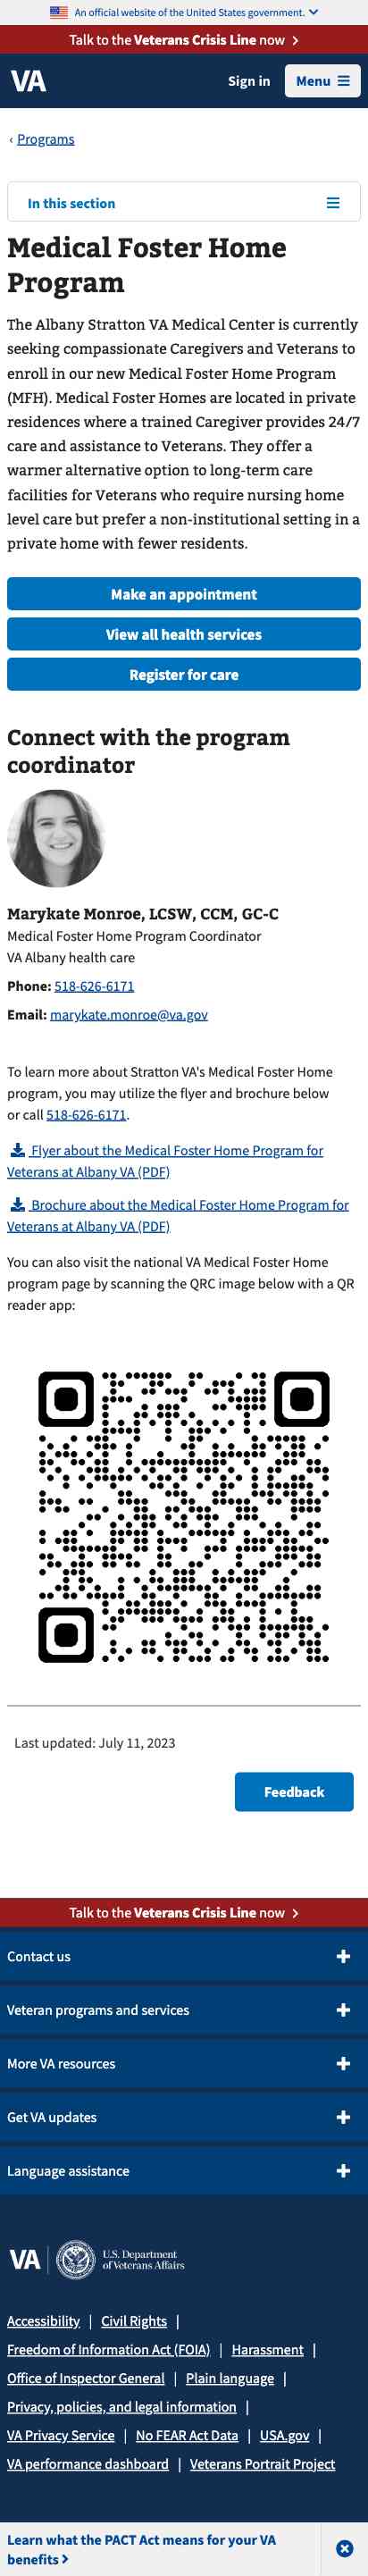 An official website of the United States government.
Talk to the Veterans Crisis Line now
VA
Sign in
Menu
‹ Programs
In this section
Medical Foster Home
Program
The Albany Stratton VA Medical Center is currently
seeking compassionate Caregivers and Veterans to
enroll in our new Medical Foster Home Program
(MFH). Medical Foster Homes are located in private
residences where a trained Caregiver provides 24/7
care and assistance to Veterans. They offer a
warmer alternative option to long-term care
facilities for Veterans who require nursing home
level care but prefer a non-institutional setting in a
private home with fewer residents.
Make an appointment
View all health services
Register for care
Connect with the program
coordinator
Marykate Monroe, LCSW, CCM, GC-C
Medical Foster Home Program Coordinator
VA Albany health care
Phone: 518-626-6171
Email: marykate.monroe@va.gov
To learn more about Stratton VA's Medical Foster Home
program, you may utilize the flyer and brochure below
or call 518-626-6171.
Flyer about the Medical Foster Home Program for
Veterans at Albany VA (PDF)
Brochure about the Medical Foster Home Program for
Veterans at Albany VA (PDF)
You can also visit the national VA Medical Foster Home
program page by scanning the QRC image below with a QR
reader app:
Last updated: July 11, 2023
Feedback
Talk to the Veterans Crisis Line now
Contact us
Veteran programs and services
More VA resources
Get VA updates
Language assistance
VA | U.S. Department
of Veterans Affairs
Accessibility | Civil Rights |
Freedom of Information Act (FOIA) | Harassment |
Office of Inspector General | Plain language |
Privacy, policies, and legal information |
VA Privacy Service | No FEAR Act Data | USA.gov |
VA performance dashboard | Veterans Portrait Project
Learn what the PACT Act means for your VA
benefits